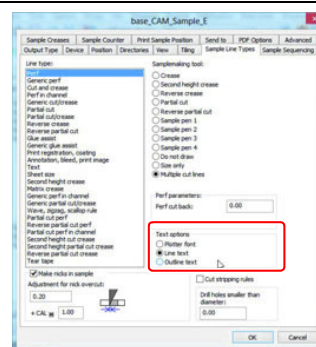 base_CAM_Sample_E
Sample Creases Sample Counter Print Sample Position Send to PDF Options Advanced
Output Type Device Position Directories View Tiling Sample Line Types Sample Sequencing
Line type:
Perf
Generic perf
Cut and crease
Perf in channel
Generic cut/crease
Partial cut
Partial cut/crease
Reverse crease
Reverse partial cut
Glue assist
Generic glue assist
Print registration, coating
Annotation, bleed, print image
Text
Sheet size
Second height crease
Matrix crease
Generic perf in channel
Generic partial cut/crease
Wave, zigzag, scallop rule
Partial cut perf
Reverse partial cut perf
Partial cut perf in channel
Second height cut/crease
Second height partial cut/crease
Second height reverse crease
Reverse partial cut/crease
Tear tape
Make nicks in sample
Adjustment for nick overcut:
0.20
+ CAL
1.00
Samplemaking tool:
Crease
Second height crease
Reverse crease
Partial cut
Reverse partial cut
Sample pen 1
Sample pen 2
Sample pen 3
Sample pen 4
Do not draw
Size only
Multiple cut lines
Perf parameters:
Perf cut back: 0.00
Text options
Plotter font
Line text
Outline text
Cut stripping rules
Drill holes smaller than
diameter:
0.00
OK Cancel